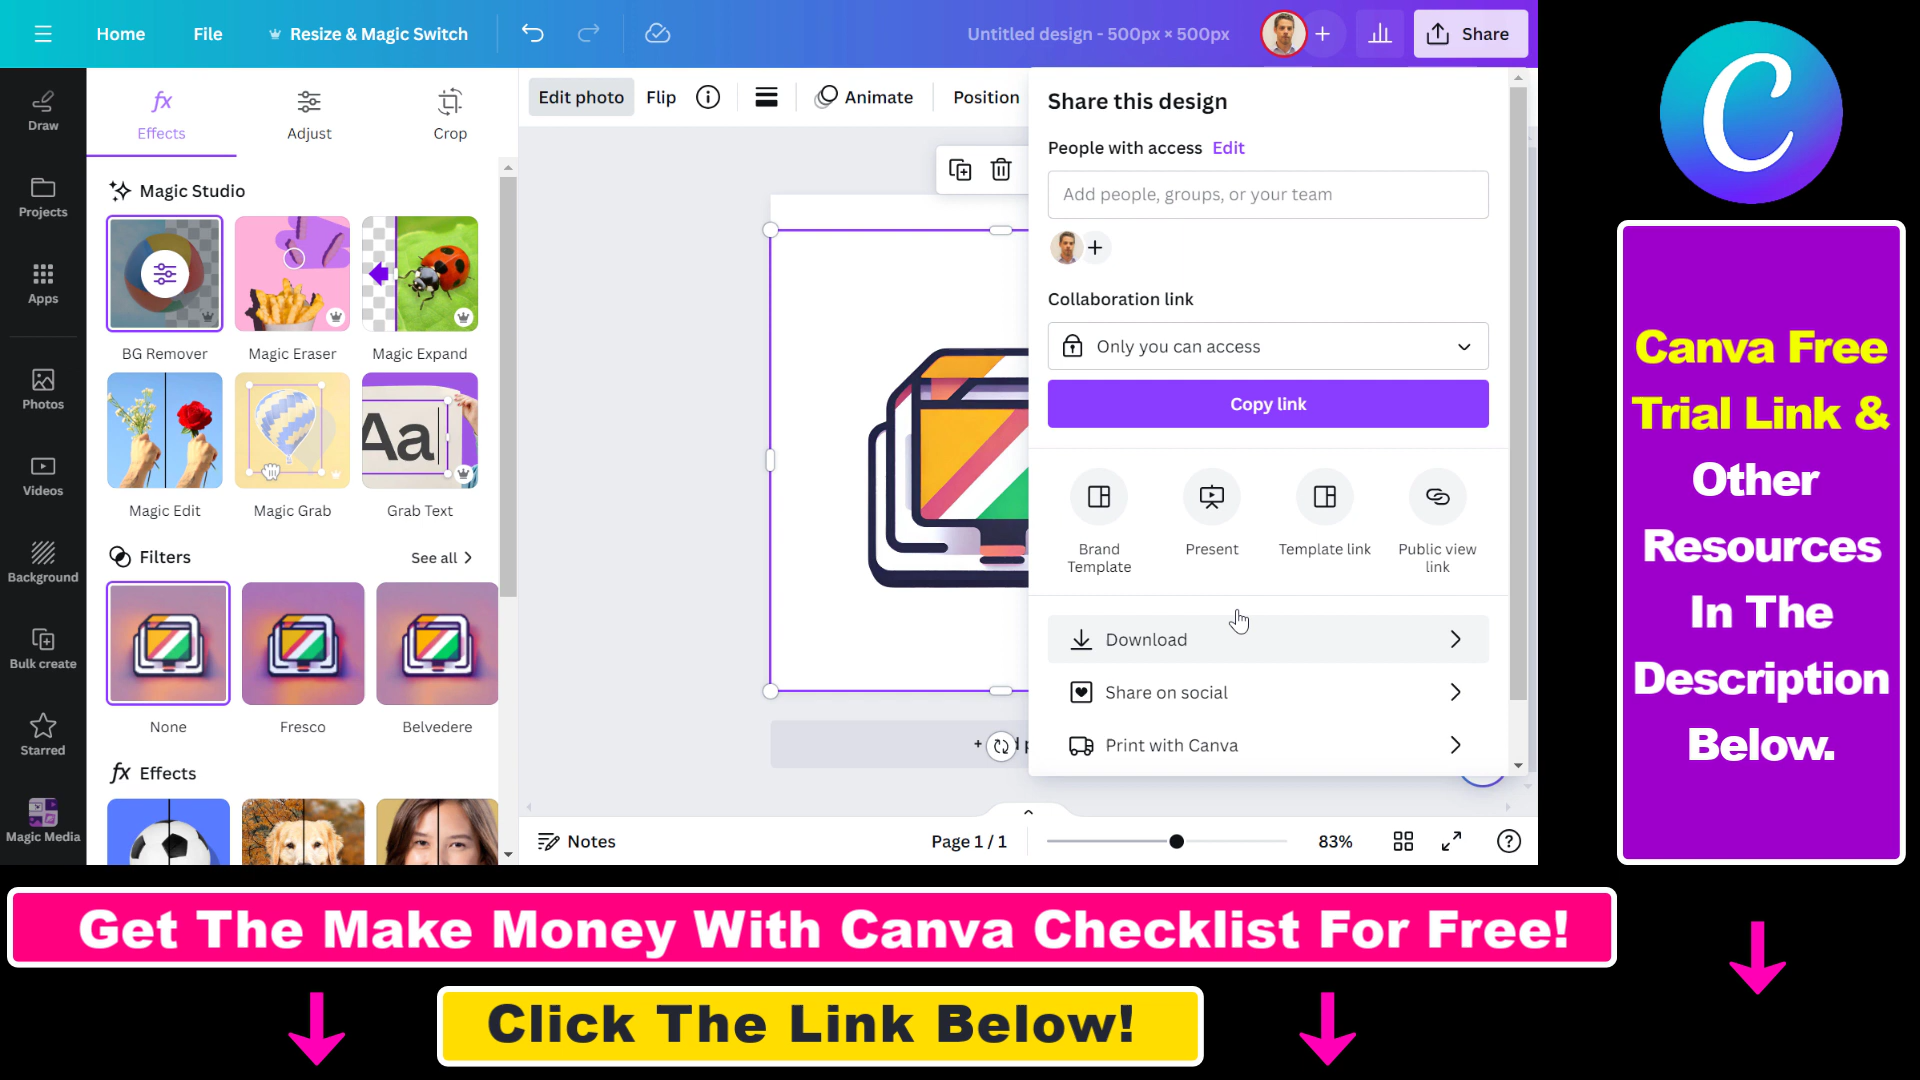 Home
File
Resize & Magic Switch
Untitled design - 500px × 500px
Share
Draw
Projects
Apps
Photos
Videos
Background
Bulk create
Starred
Magic Media
Effects
Adjust
Crop
Magic Studio
BG Remover
Magic Eraser
Magic Expand
Aa
Magic Edit
Magic Grab
Grab Text
Filters
See all
None
Fresco
Belvedere
fx Effects
Edit photo
Flip
Animate
Position
Share this design
People with access Edit
Add people, groups, or your team
Collaboration link
Only you can access
Copy link
Brand
Template
Present
Template link
Public view
link
Download
Share on social
Print with Canva
Notes
Page 1 / 1
83%
C
Canva Free
Trial Link &
Other
Resources
In The
Description
Below.
Get The Make Money With Canva Checklist For Free!
Click The Link Below!